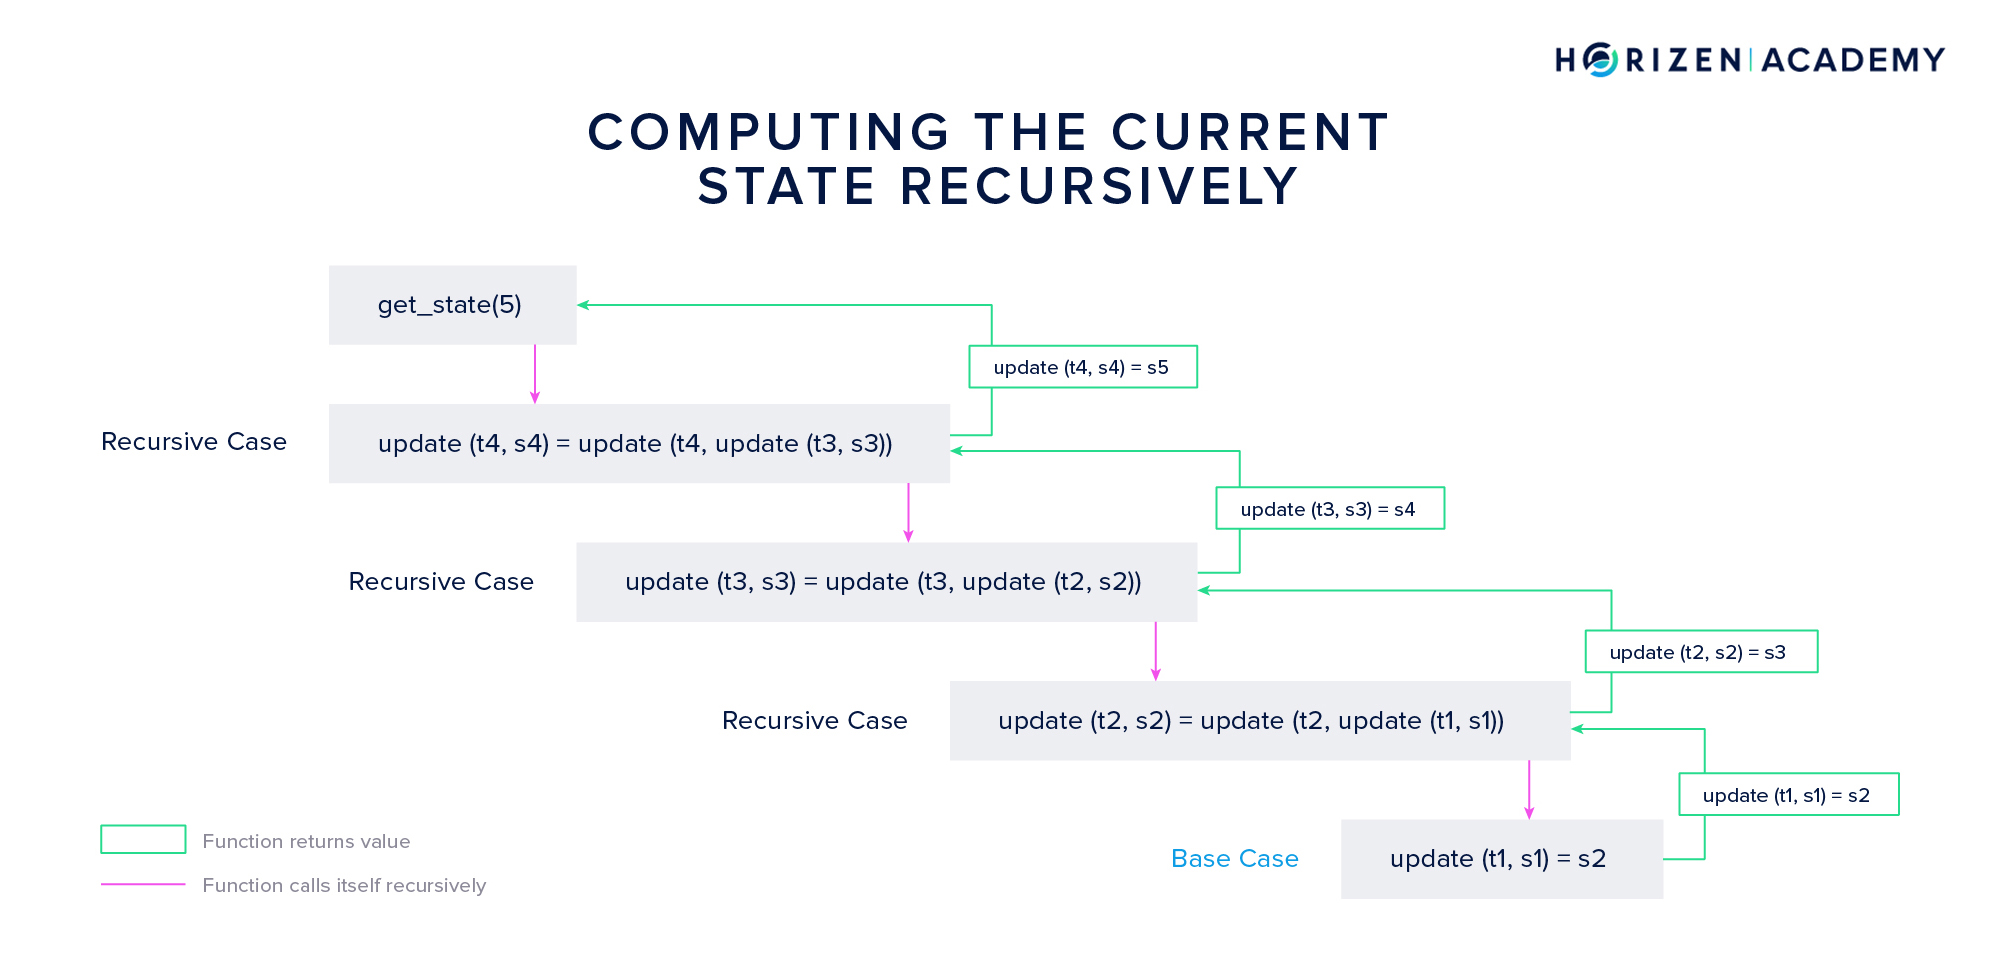 HORIZEN | ACADEMY
COMPUTING THE CURRENT
STATE RECURSIVELY
get_state(5)
update (t4, s4) = s5
Recursive Case
update (t4, s4) = update (t4, update (t3, s3))
update (t3, s3) = s4
Recursive Case
update (t3, s3) = update (t3, update (t2, s2))
update (t2, s2) = s3
Recursive Case
update (t2, s2) = update (t2, update (t1, s1))
update (t1, s1) = s2
Base Case
update (t1, s1) = s2
Function returns value
Function calls itself recursively